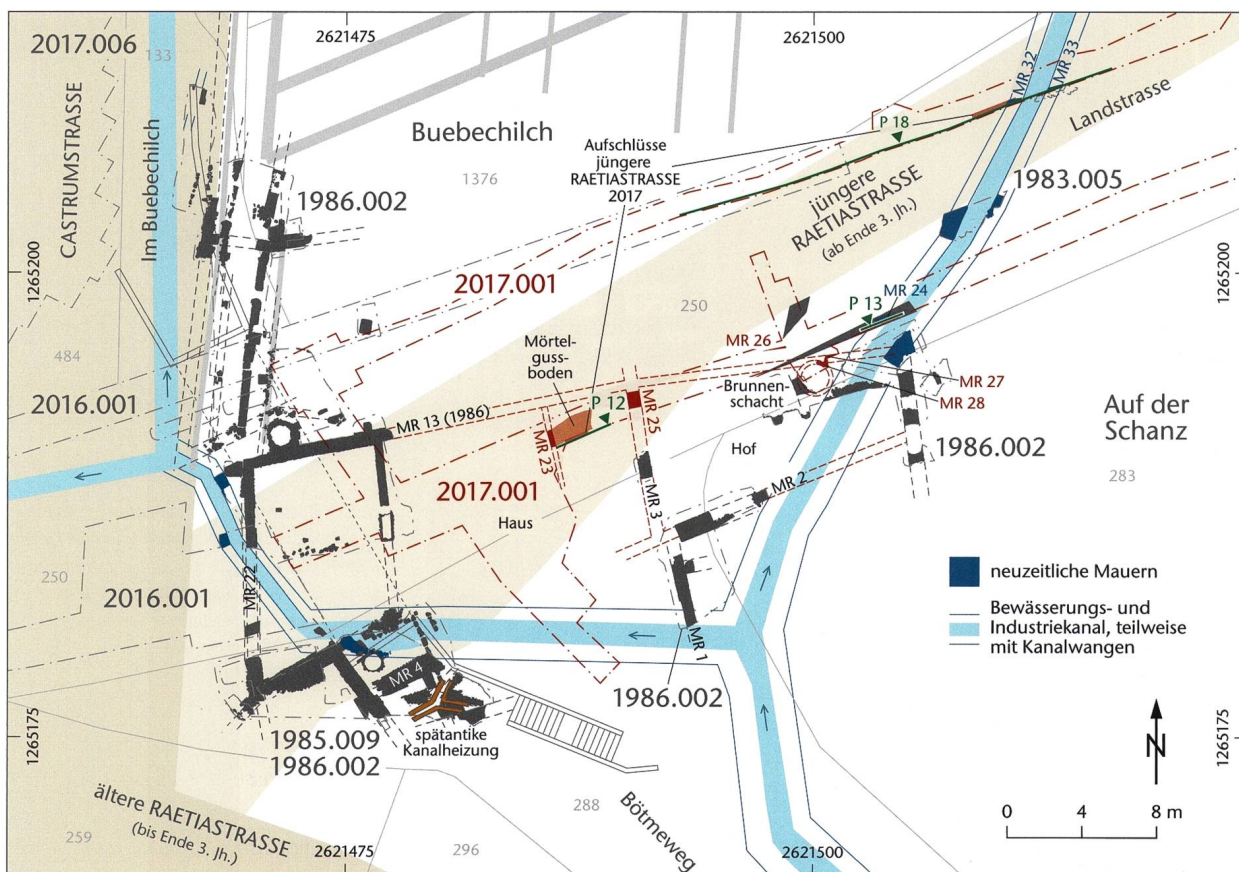 2621475
2621500
2017.006
133
CASTRUMSTRASSE
Im Buebechilch
1986.002
Buebechilch
1376
Aufschlüsse
jüngere
RAETIASTRASSE
2017
P 18
MR 32
MR 33
Landstrasse
jüngere
RAETIASTRASSE
(ab Ende 3. Jh.)
1983.005
1265200
1265200
484
2017.001
250
MR 24
P 13
MR 26
Mörtel-
guss-
boden
Brunnen-
schacht
MR 27
MR 28
2016.001
MR 13 (1986)
P 12
MR 25
MR 23
Hof
Auf der
Schanz
1986.002
283
2017.001
Haus
MR 3
MR 2
250
2016.001
MR 22
MR 1
1986.002
MR 4
spätantike
Kanalheizung
1985.009
1986.002
neuzeitliche Mauern
Bewässerungs- und
Industriekanal, teilweise
mit Kanalwangen
1265175
1265175
ältere RAETIASTRASSE
(bis Ende 3. Jh.)
259
288
Bötmeweg
296
2621475
2621500
N
0
8 m